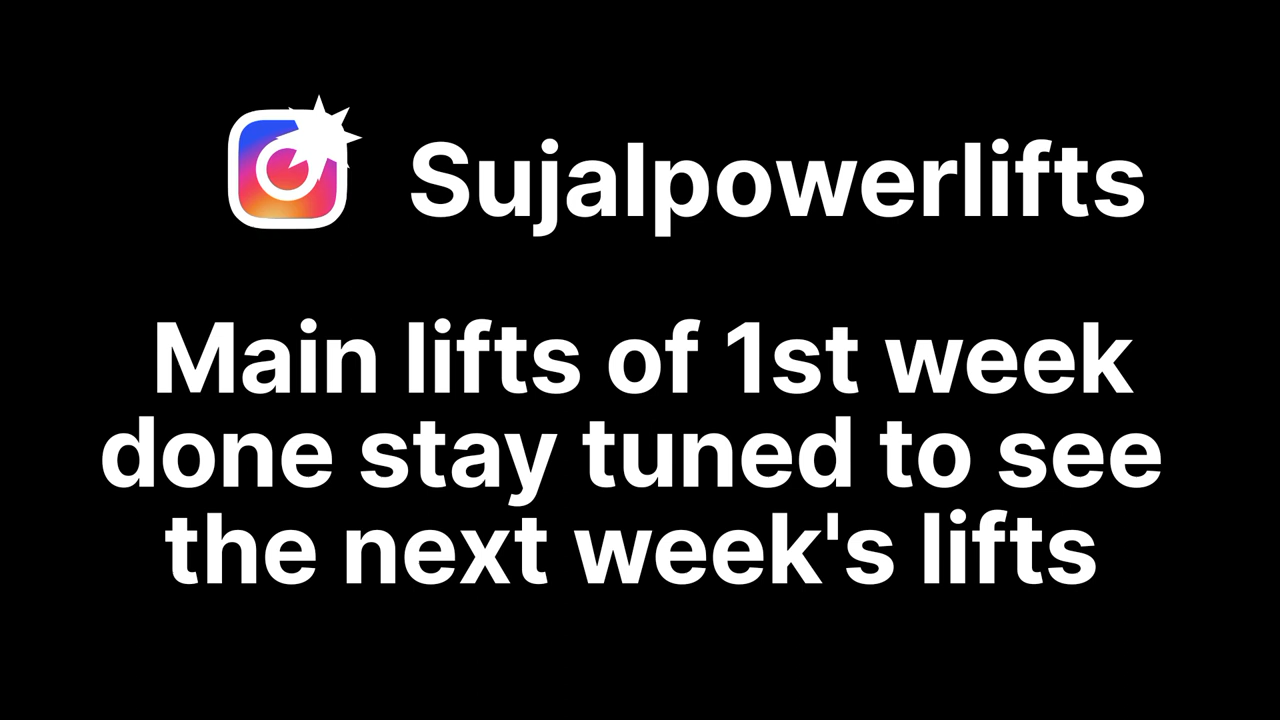 Sujalpowerlifts
Main lifts of 1st week
done stay tuned to see
the next week's lifts